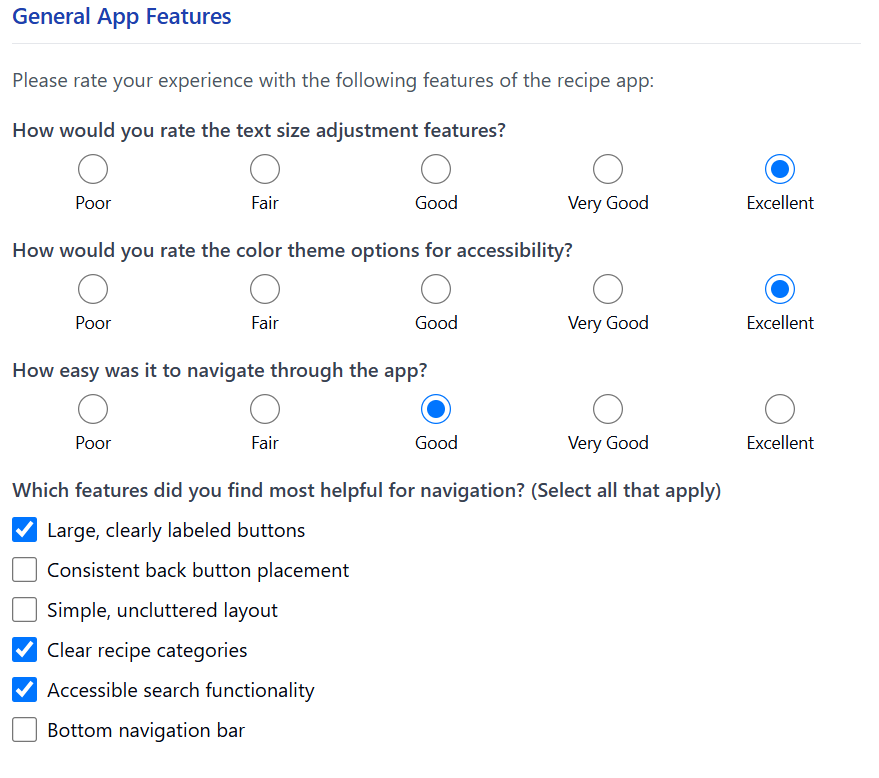 General App Features
Please rate your experience with the following features of the recipe app:
How would you rate the text size adjustment features?
Poor Fair Good Very Good Excellent
How would you rate the color theme options for accessibility?
Poor Fair Good Very Good Excellent
How easy was it to navigate through the app?
Poor Fair Good Very Good Excellent
Which features did you find most helpful for navigation? (Select all that apply)
Large, clearly labeled buttons
Consistent back button placement
Simple, uncluttered layout
Clear recipe categories
Accessible search functionality
Bottom navigation bar